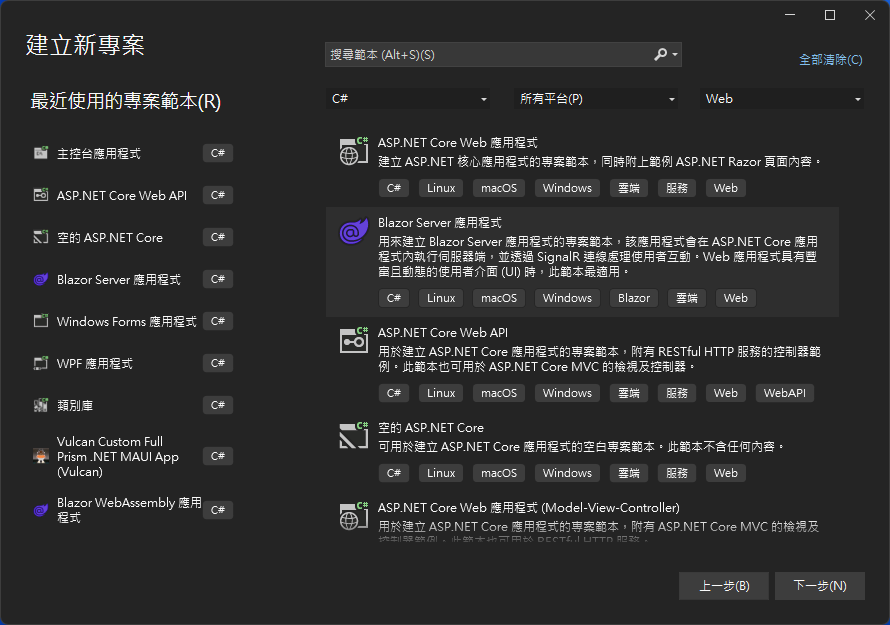 建立新專案
搜尋範本 (Alt+S)(S)
全部清除(C)
最近使用的專案範本(R)
C#
所有平台(P)
Web
主控台應用程式
C#
ASP.NET Core Web API
C#
空的 ASP.NET Core
C#
Blazor Server 應用程式
C#
Windows Forms 應用程式
C#
WPF 應用程式
C#
類別庫
C#
Vulcan Custom Full
Prism .NET MAUI App
(Vulcan)
C#
Blazor WebAssembly 應用
程式
C#
ASP.NET Core Web 應用程式
建立 ASP.NET 核心應用程式的專案範本，同時附上範例 ASP.NET Razor 頁面內容。
C# Linux macOS Windows 雲端 服務 Web
Blazor Server 應用程式
用來建立 Blazor Server 應用程式的專案範本，該應用程式會在 ASP.NET Core 應用
程式內執行伺服器端，並透過 SignalR 連線處理使用者互動。Web 應用程式具有豐
富且動態的使用者介面 (UI) 時，此範本最適用。
C# Linux macOS Windows Blazor 雲端 Web
ASP.NET Core Web API
用於建立 ASP.NET Core 應用程式的專案範本，附有 RESTful HTTP 服務的控制器範
例。此範本也可用於 ASP.NET Core MVC 的檢視及控制器。
C# Linux macOS Windows 雲端 服務 Web WebAPI
空的 ASP.NET Core
可用於建立 ASP.NET Core 應用程式的空白專案範本。此範本不含任何內容。
C# Linux macOS Windows 雲端 服務 Web
ASP.NET Core Web 應用程式 (Model-View-Controller)
用於建立 ASP.NET Core 應用程式的專案範本，附有 ASP.NET Core MVC 的檢視及
控制器範例。此範本也可用於 RESTful HTTP 服務。
上一步(B)
下一步(N)